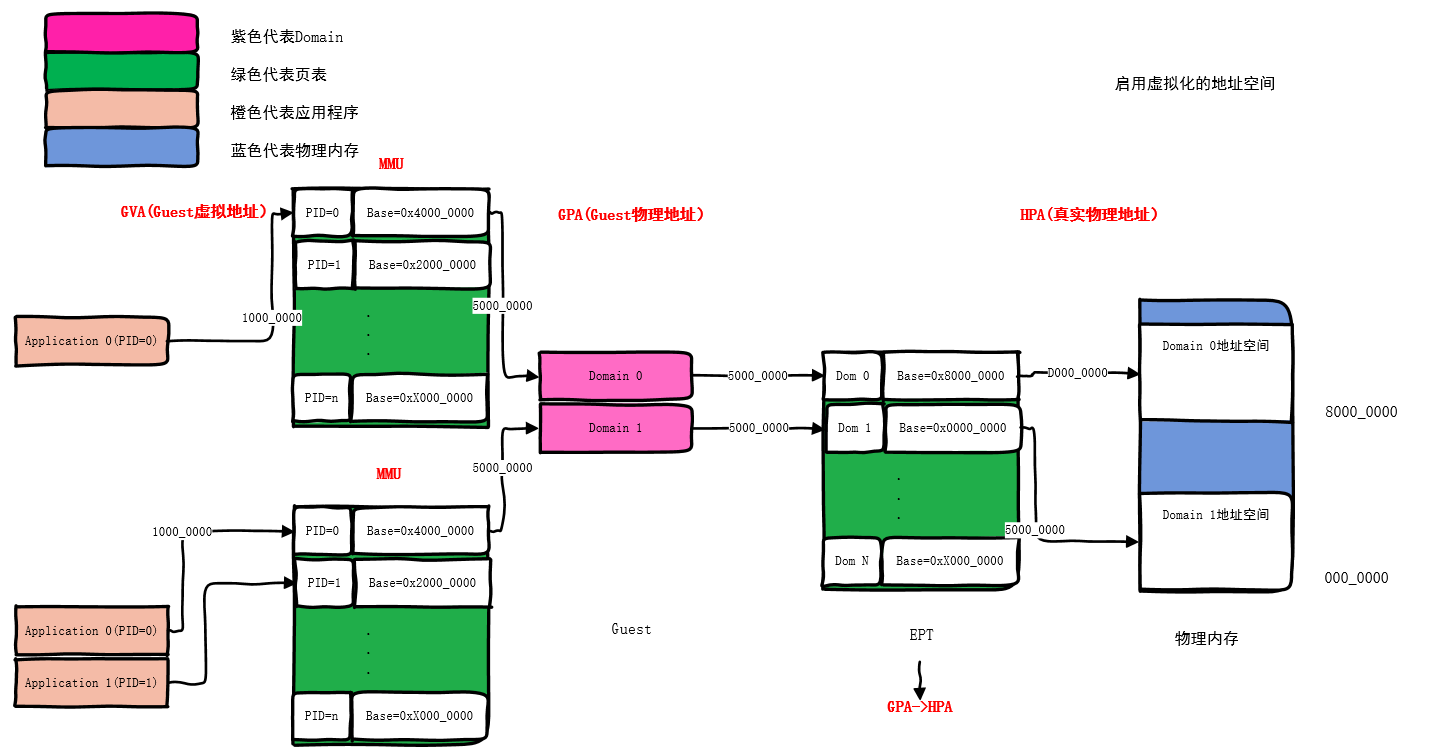 紫色代表Domain
绿色代表页表
橙色代表应用程序
蓝色代表物理内存
启用虚拟化的地址空间
MMU
GVA(Guest虚拟地址)
GPA(Guest物理地址)
HPA(真实物理地址)
PID=0
Base=0x4000_0000
PID=1
Base=0x2000_0000
.
.
.
PID=n
Base=0xX000_0000
1000_0000
5000_0000
Application 0(PID=0)
Domain 0
Domain 1
5000_0000
5000_0000
Dom 0
Base=0x8000_0000
Dom 1
Base=0x0000_0000
.
.
.
Dom N
Base=0xX000_0000
D000_0000
5000_0000
Domain 0地址空间
8000_0000
Domain 1地址空间
000_0000
MMU
5000_0000
1000_0000
PID=0
Base=0x4000_0000
PID=1
Base=0x2000_0000
.
.
.
PID=n
Base=0xX000_0000
Application 0(PID=0)
Application 1(PID=1)
Guest
EPT
物理内存
GPA->HPA